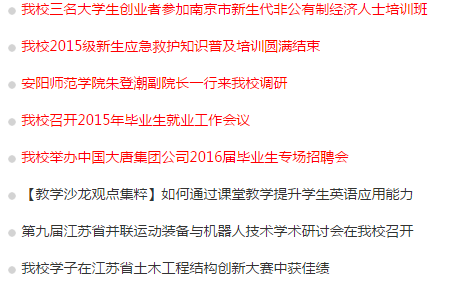 我校三名大学生创业者参加南京市新生代非公有制经济人士培训班
我校2015级新生应急救护知识普及培训圆满结束
安阳师范学院朱登潮副院长一行来我校调研
我校召开2015年毕业生就业工作会议
我校举办中国大唐集团公司2016届毕业生专场招聘会
【教学沙龙观点集粹】如何通过课堂教学提升学生英语应用能力
第九届江苏省并联运动装备与机器人技术学术研讨会在我校召开
我校学子在江苏省土木工程结构创新大赛中获佳绩